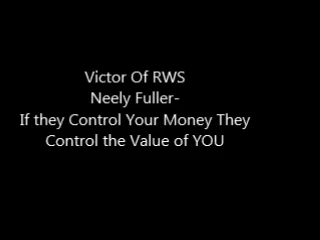 Victor Of RWS
Neely Fuller-
If they Control Your Money They
Control the Value of YOU